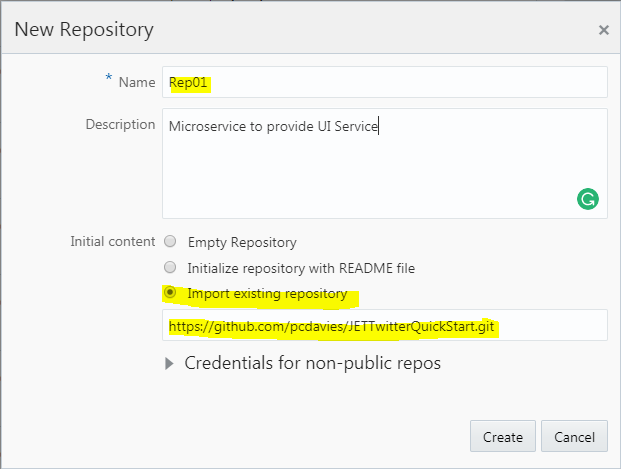 New Repository ×
* Name Rep01
Description Microservice to provide UI Service
Initial content Empty Repository
Initialize repository with README file
Import existing repository
https://github.com/pcdavies/JETTwitterQuickStart.git
Credentials for non-public repos
Create Cancel